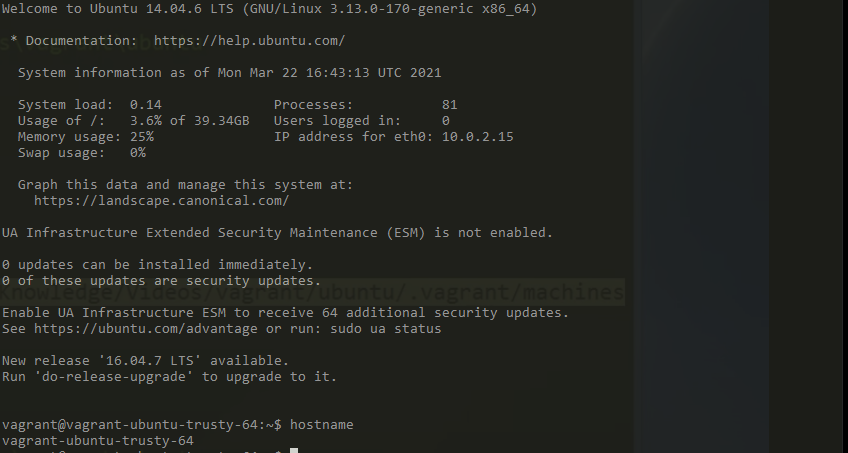 Welcome to Ubuntu 14.04.6 LTS (GNU/Linux 3.13.0-170-generic x86_64)
* Documentation: https://help.ubuntu.com/
System information as of Mon Mar 22 16:43:13 UTC 2021
System load: 0.14 Processes: 81
Usage of /: 3.6% of 39.34GB Users logged in: 0
Memory usage: 25% IP address for eth0: 10.0.2.15
Swap usage: 0%
Graph this data and manage this system at:
https://landscape.canonical.com/
UA Infrastructure Extended Security Maintenance (ESM) is not enabled.
0 updates can be installed immediately.
0 of these updates are security updates.
Knowledge/videos/vagrant/ubuntu/.vagrant/machines
Enable UA Infrastructure ESM to receive 64 additional security updates.
See https://ubuntu.com/advantage or run: sudo ua status
New release '16.04.7 LTS' available.
Run 'do-release-upgrade' to upgrade to it.
vagrant@vagrant-ubuntu-trusty-64:~$ hostname
vagrant-ubuntu-trusty-64